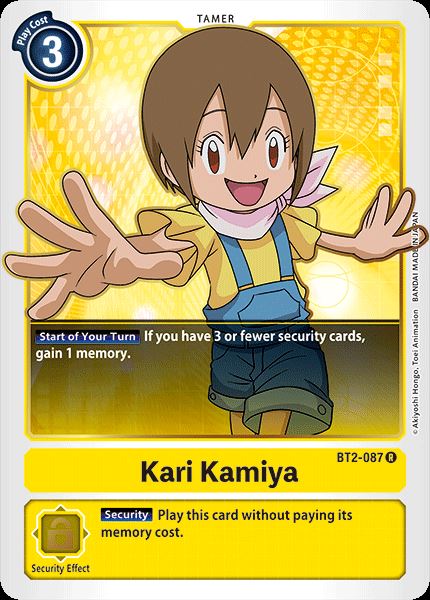 TAMER
Play Cost
3
Start of Your Turn If you have 3 or fewer security cards,
gain 1 memory.
© Akiyoshi Hongo, Toei Animation BANDAI MADE IN JAPAN
BT2-087 R
Kari Kamiya
Security Play this card without paying its
memory cost.
Security Effect